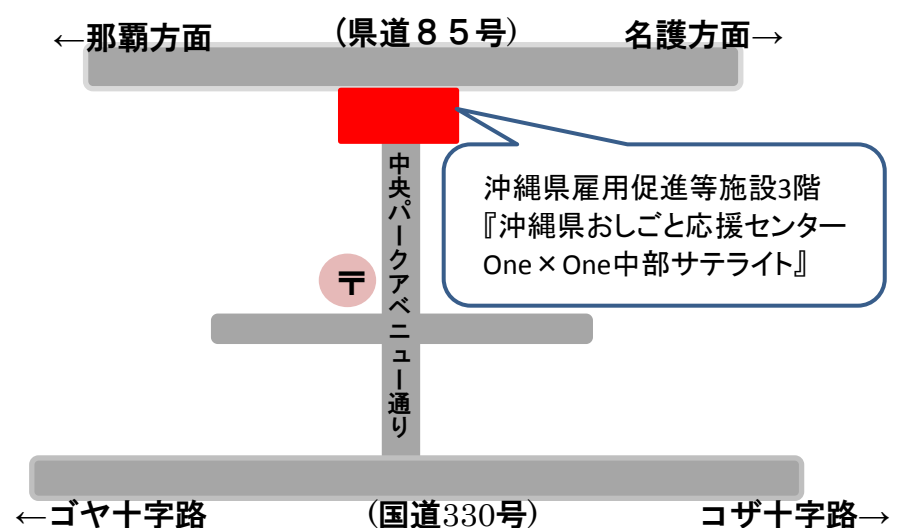 ←那覇方面 (県道85号) 名護方面→
沖縄県雇用促進等施設3階
『沖縄県おしごと応援センター
One×One中部サテライト』
中央パークアベニュー通り
〒
←ゴヤ十字路 (国道330号) コザ十字路→